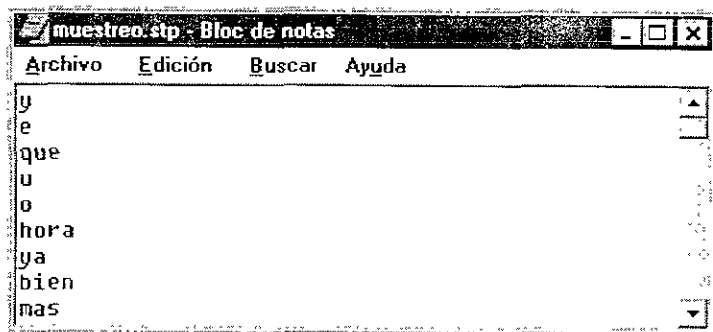 muestreo.stp - Bloc de notas
Archivo Edición Buscar Ayuda
y
e
que
u
o
hora
ya
bien
mas